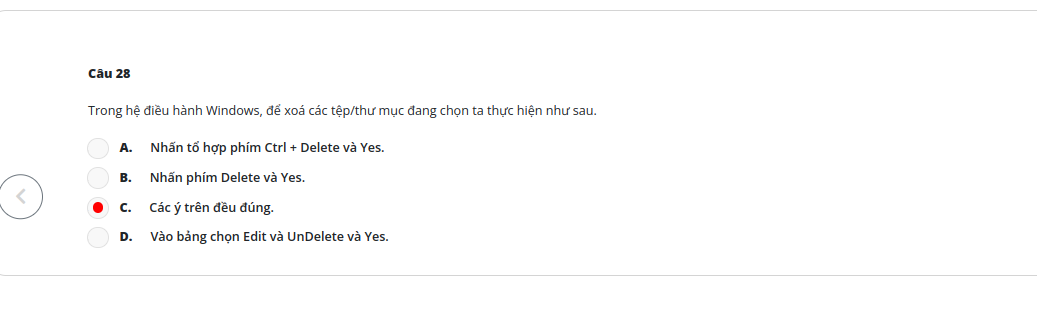 Câu 28
Trong hệ điều hành Windows, để xoá các tệp/thư mục đang chọn ta thực hiện như sau.
A. Nhấn tổ hợp phím Ctrl + Delete và Yes.
B. Nhấn phím Delete và Yes.
C. Các ý trên đều đúng.
D. Vào bảng chọn Edit và UnDelete và Yes.